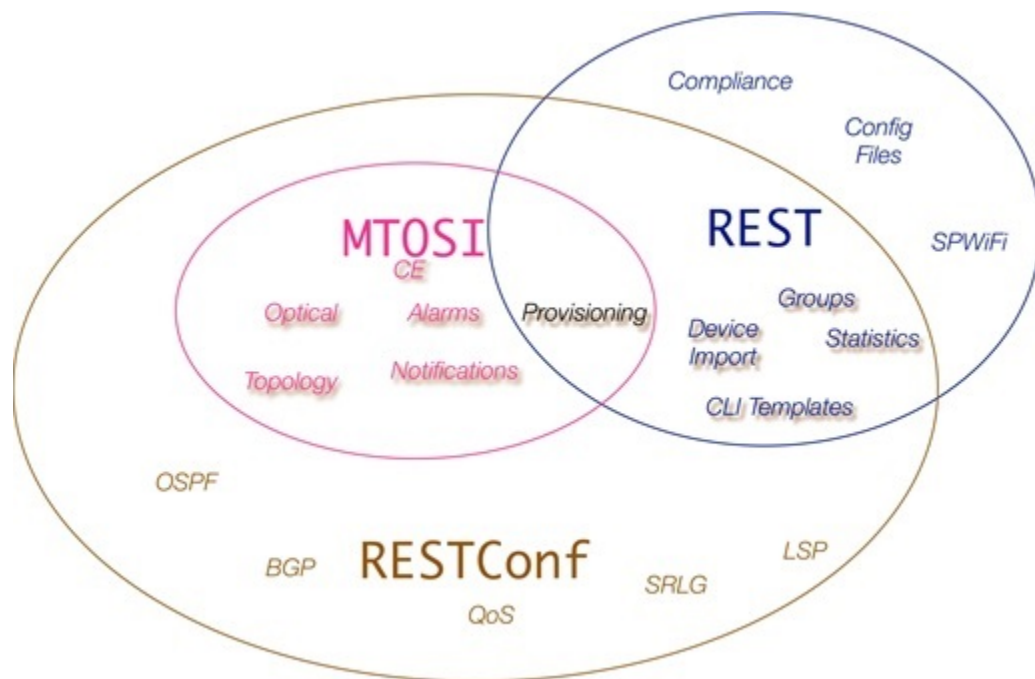 Compliance
Config
Files
MTOSI
REST
SPWiFi
CE
Optical
Alarms
Provisioning
Groups
Device
Import
Statistics
Topology
Notifications
CLI Templates
OSPF
BGP
RESTConf
LSP
SRLG
QoS